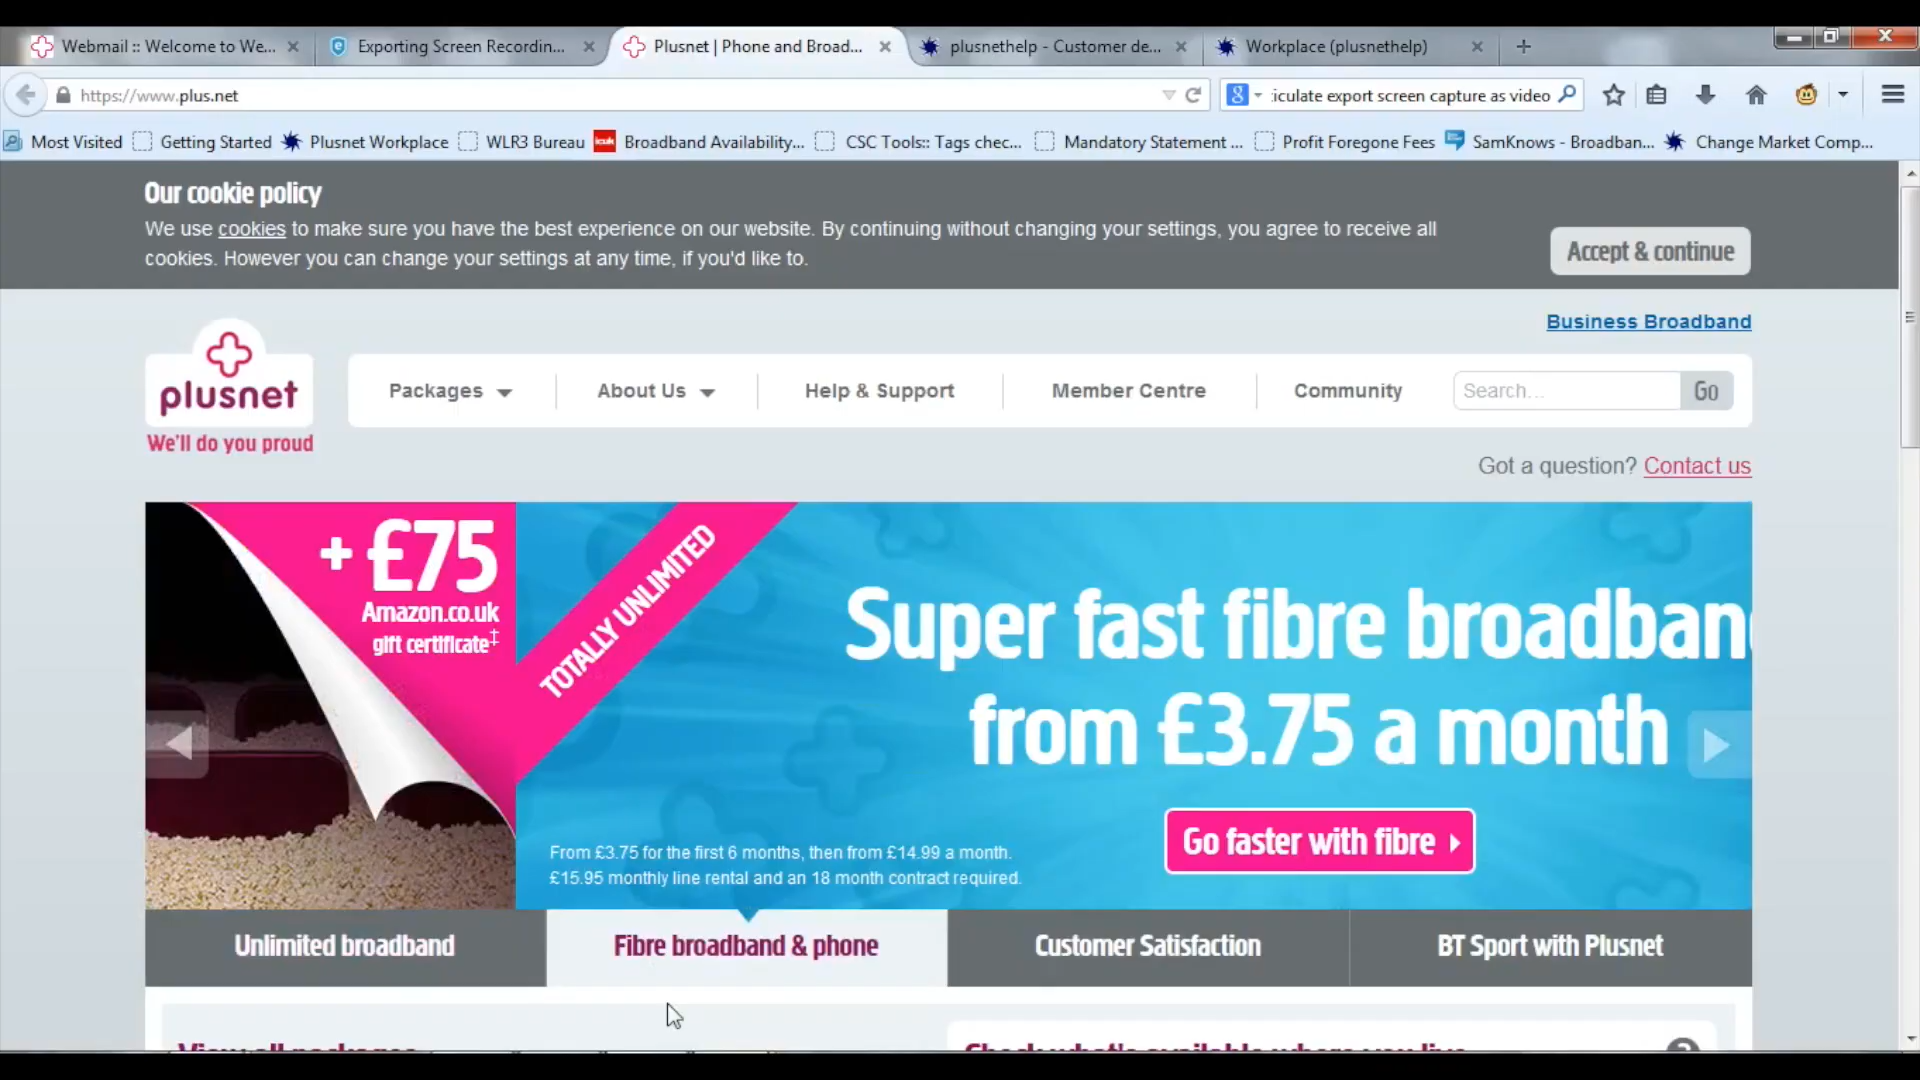 Webmail :: Welcome to We...
Exporting Screen Recordin...
Plusnet | Phone and Broad...
plusnethelp - Customer de...
Workplace (plusnethelp)
https://www.plus.net
:iculate export screen capture as video
Most Visited
Getting Started
Plusnet Workplace
WLR3 Bureau
Broadband Availability...
CSC Tools:: Tags chec...
Mandatory Statement ...
Profit Foregone Fees
SamKnows - Broadban...
Change Market Comp...
Our cookie policy
We use cookies to make sure you have the best experience on our website. By continuing without changing your settings, you agree to receive all
cookies. However you can change your settings at any time, if you'd like to.
Accept & continue
Business Broadband
plusnet
We'll do you proud
Packages
About Us
Help & Support
Member Centre
Community
Search...
Go
Got a question? Contact us
+ £75
Amazon.co.uk
gift certificate‡
TOTALLY UNLIMITED
Super fast fibre broadban
from £3.75 a month
Go faster with fibre
From £3.75 for the first 6 months, then from £14.99 a month.
£15.95 monthly line rental and an 18 month contract required.
Unlimited broadband
Fibre broadband & phone
Customer Satisfaction
BT Sport with Plusnet
View all packages
Check what's available where you live
?